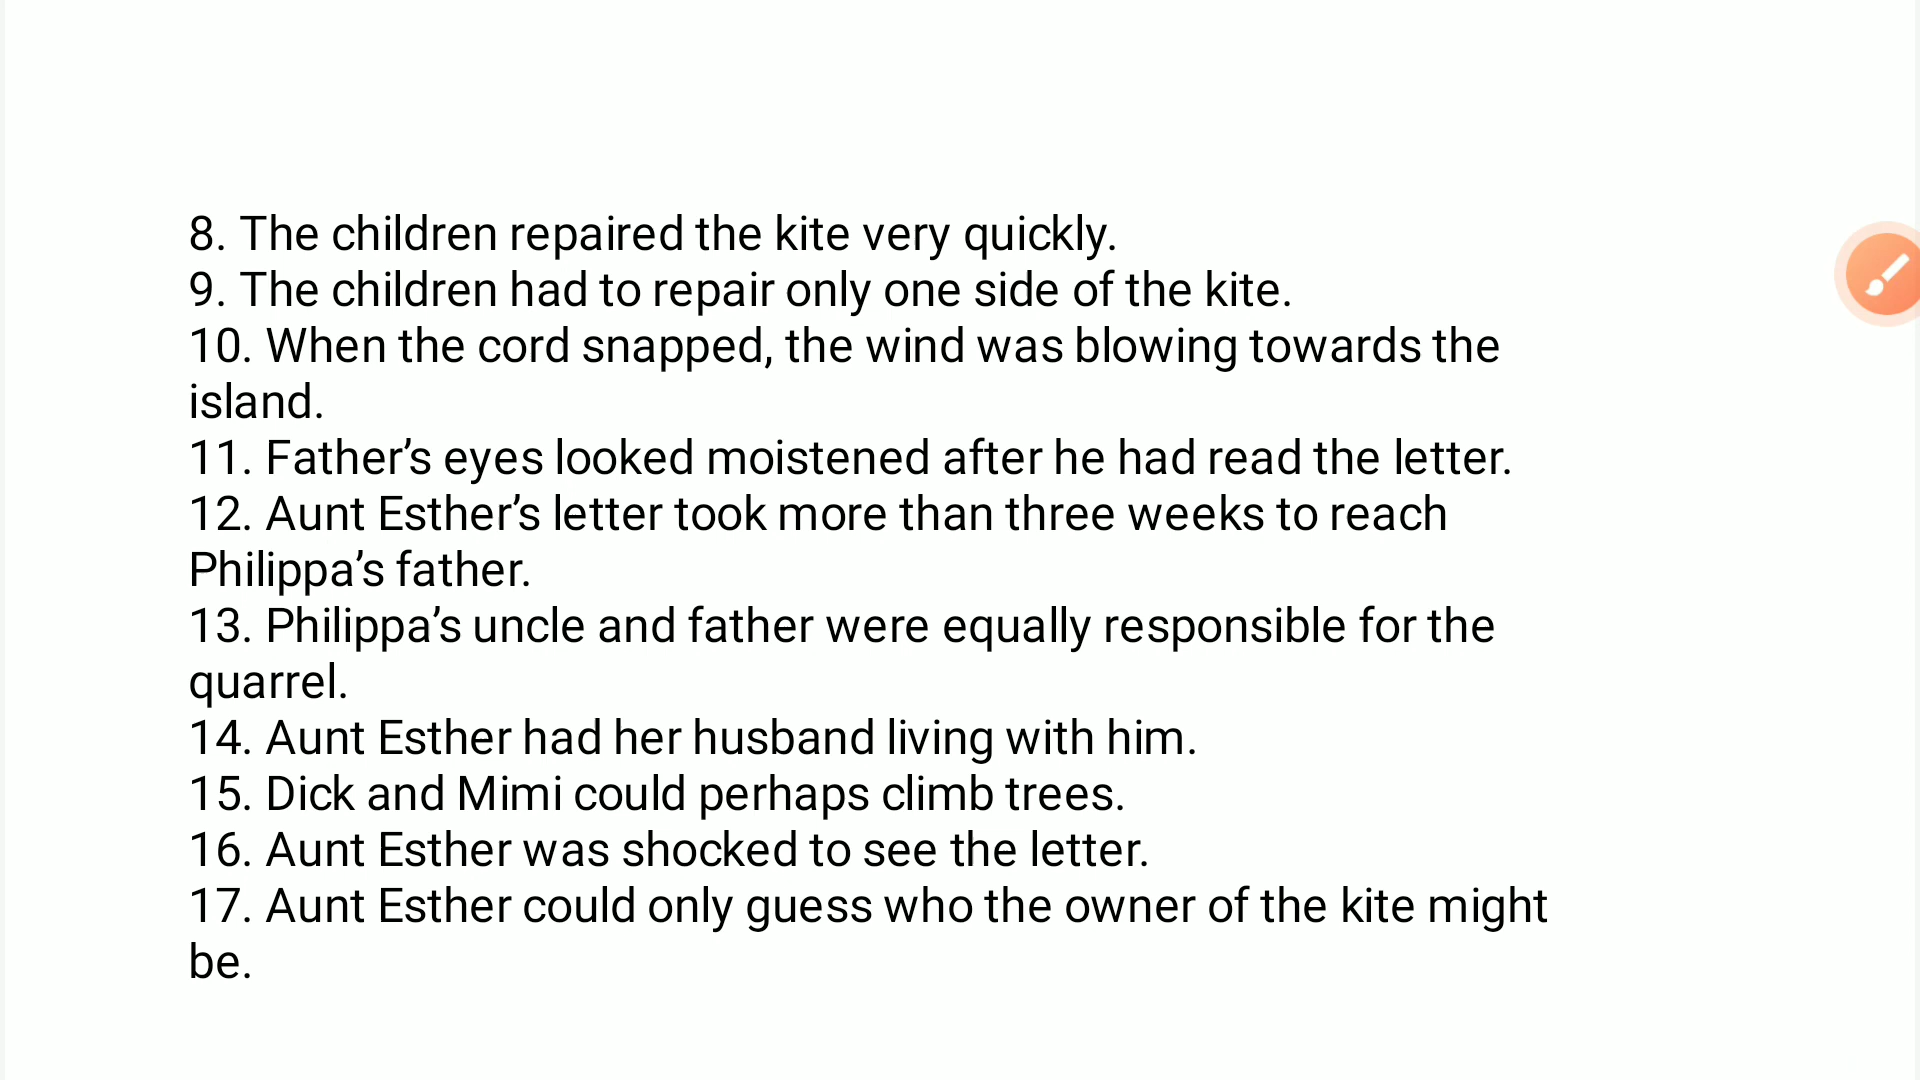 8. The children repaired the kite very quickly.
9. The children had to repair only one side of the kite.
10. When the cord snapped, the wind was blowing towards the
island.
11. Father’s eyes looked moistened after he had read the letter.
12. Aunt Esther’s letter took more than three weeks to reach
Philippa’s father.
13. Philippa’s uncle and father were equally responsible for the
quarrel.
14. Aunt Esther had her husband living with him.
15. Dick and Mimi could perhaps climb trees.
16. Aunt Esther was shocked to see the letter.
17. Aunt Esther could only guess who the owner of the kite might
be.